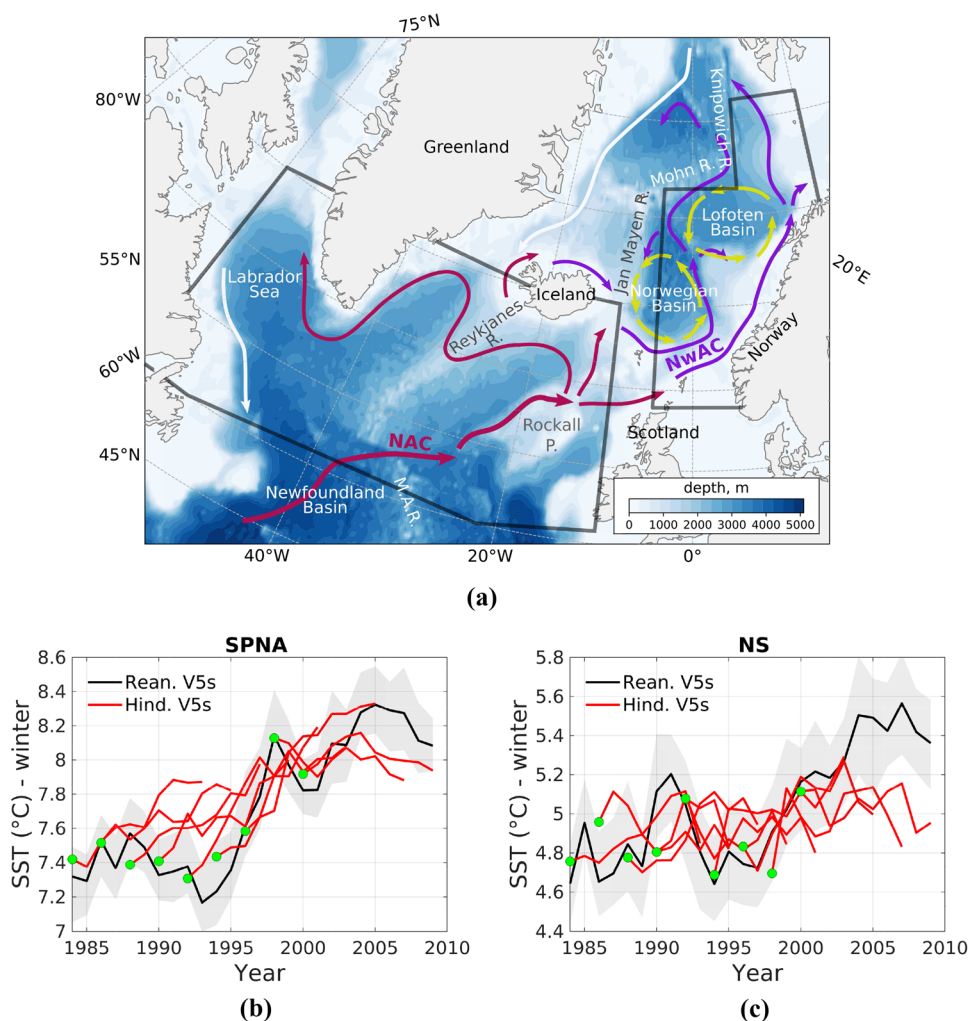 75°N
80°W
Greenland
Knipowich R.
Mohn R.
Jan Mayen R.
Lofoten
Basin
55°N
20°E
Labrador
Sea
Iceland
Norwegian
Basin
Reykjanes
R.
Norway
NwAC
60°W
Rockall
P.
Scotland
NAC
45°N
M.A.R.
Newfoundland
Basin
depth, m
0 1000 2000 3000 4000 5000
40°W 20°W 0°
(a)
SPNA
8.6
8.4
8.2
8
7.8
7.6
7.4
7.2
7
SST (°C) - winter
Rean. V5s
Hind. V5s
1985 1990 1995 2000 2005 2010
Year
(b)
NS
5.8
5.6
5.4
5.2
5
4.8
4.6
4.4
SST (°C) - winter
Rean. V5s
Hind. V5s
1985 1990 1995 2000 2005 2010
Year
(c)